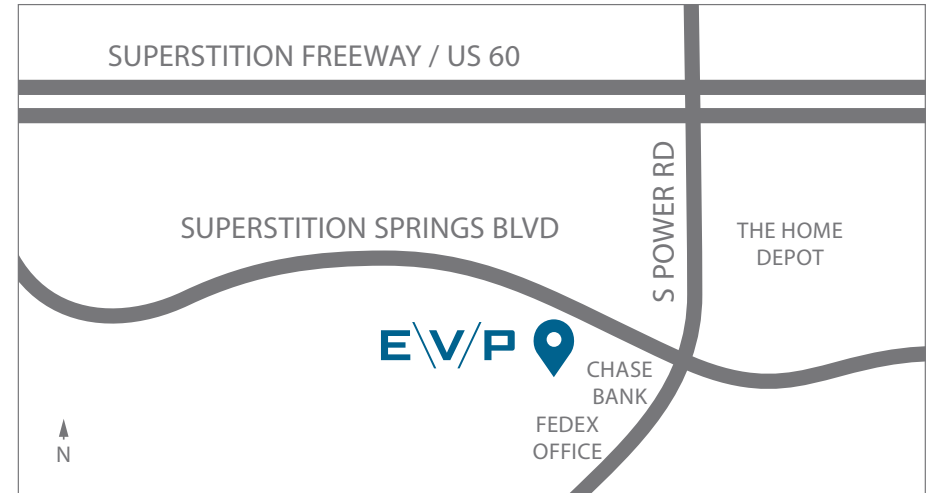 SUPERSTITION FREEWAY / US 60
S POWER RD
SUPERSTITION SPRINGS BLVD
THE HOME
DEPOT
E\V/P
CHASE
BANK
FEDEX
OFFICE
N